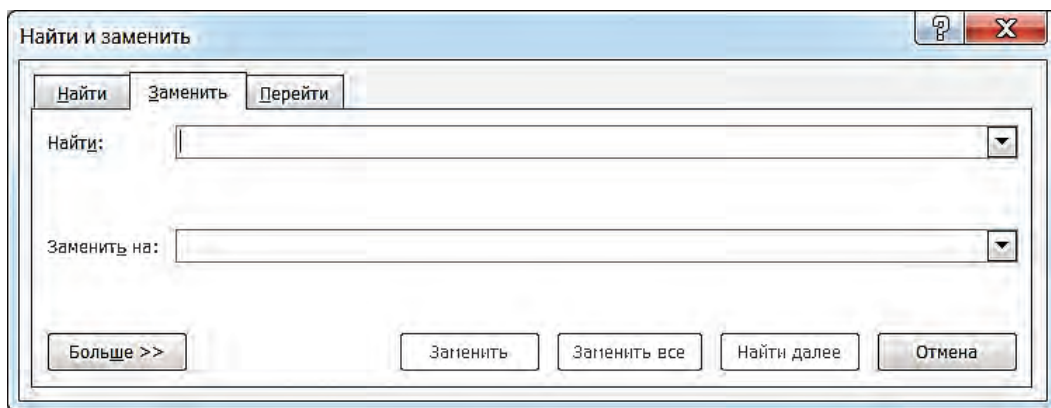 Найти и заменить
Найти Заменить Перейти
Найти:
Заменить на:
Больше >> Заменить Заменить все Найти далее Отмена